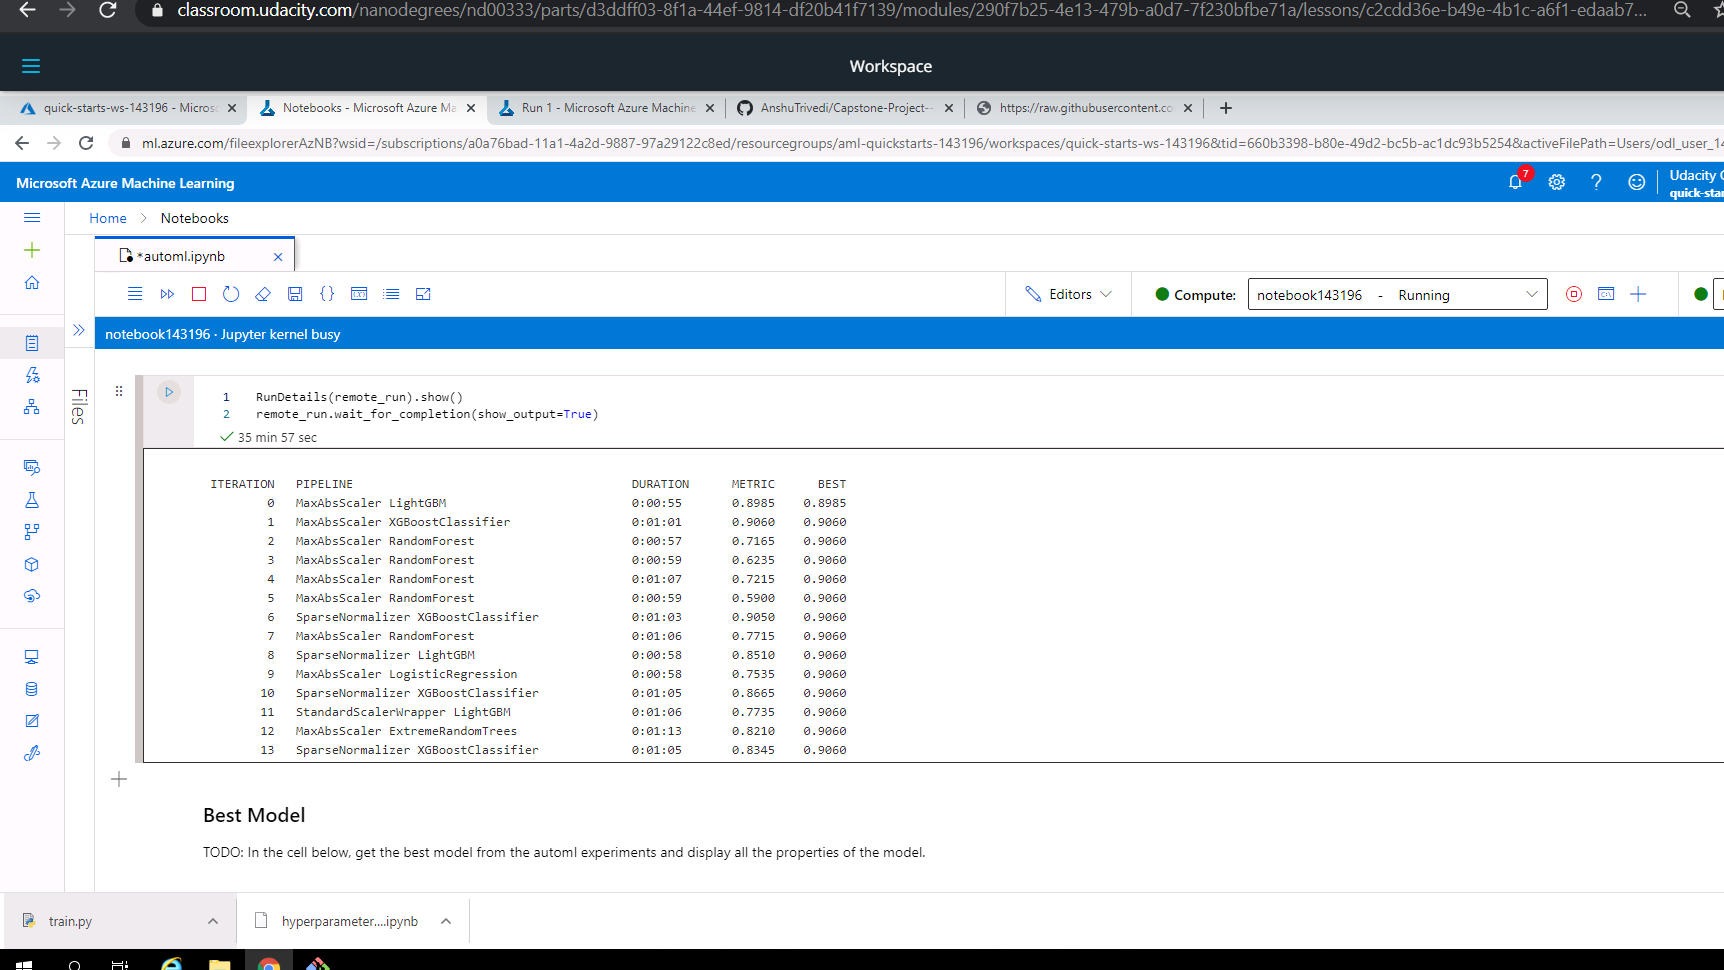 classroom.udacity.com/nanodegrees/nd00333/parts/d3ddff03-8f1a-44ef-9814-df20b41f7139/modules/290f7b25-4e13-479b-a0d7-7f230bfbe71a/lessons/c2cdd36e-b49e-4b1c-a6f1-edaab7...
Workspace
quick-starts-ws-143196 - Micros
Notebooks - Microsoft Azure Ma
Run 1 - Microsoft Azure Machine
AnshuTrivedi/Capstone-Project-
https://raw.githubusercontent.co
ml.azure.com/fileexplorerAzNB?wsid=/subscriptions/a0a76bad-11a1-4a2d-9887-97a29122c8ed/resourcegroups/aml-quickstarts-143196/workspaces/quick-starts-ws-143196&tid=660b3398-b80e-49d2-bc5b-ac1dc93b5254&activeFilePath=Users/odl_user_14
Microsoft Azure Machine Learning
7
Udacity
quick-star
Home > Notebooks
*automl.ipynb
Editors
Compute: notebook143196 - Running
notebook143196 · Jupyter kernel busy
Files
1 RunDetails(remote_run).show()
2 remote_run.wait_for_completion(show_output=True)
35 min 57 sec
ITERATION PIPELINE DURATION METRIC BEST
0 MaxAbsScaler LightGBM 0:00:55 0.8985 0.8985
1 MaxAbsScaler XGBoostClassifier 0:01:01 0.9060 0.9060
2 MaxAbsScaler RandomForest 0:00:57 0.7165 0.9060
3 MaxAbsScaler RandomForest 0:00:59 0.6235 0.9060
4 MaxAbsScaler RandomForest 0:01:07 0.7215 0.9060
5 MaxAbsScaler RandomForest 0:00:59 0.5900 0.9060
6 SparseNormalizer XGBoostClassifier 0:01:03 0.9050 0.9060
7 MaxAbsScaler RandomForest 0:01:06 0.7715 0.9060
8 SparseNormalizer LightGBM 0:00:58 0.8510 0.9060
9 MaxAbsScaler LogisticRegression 0:00:58 0.7535 0.9060
10 SparseNormalizer XGBoostClassifier 0:01:05 0.8665 0.9060
11 StandardScalerWrapper LightGBM 0:01:06 0.7735 0.9060
12 MaxAbsScaler ExtremeRandomTrees 0:01:13 0.8210 0.9060
13 SparseNormalizer XGBoostClassifier 0:01:05 0.8345 0.9060
Best Model
TODO: In the cell below, get the best model from the automl experiments and display all the properties of the model.
train.py
hyperparameter....ipynb